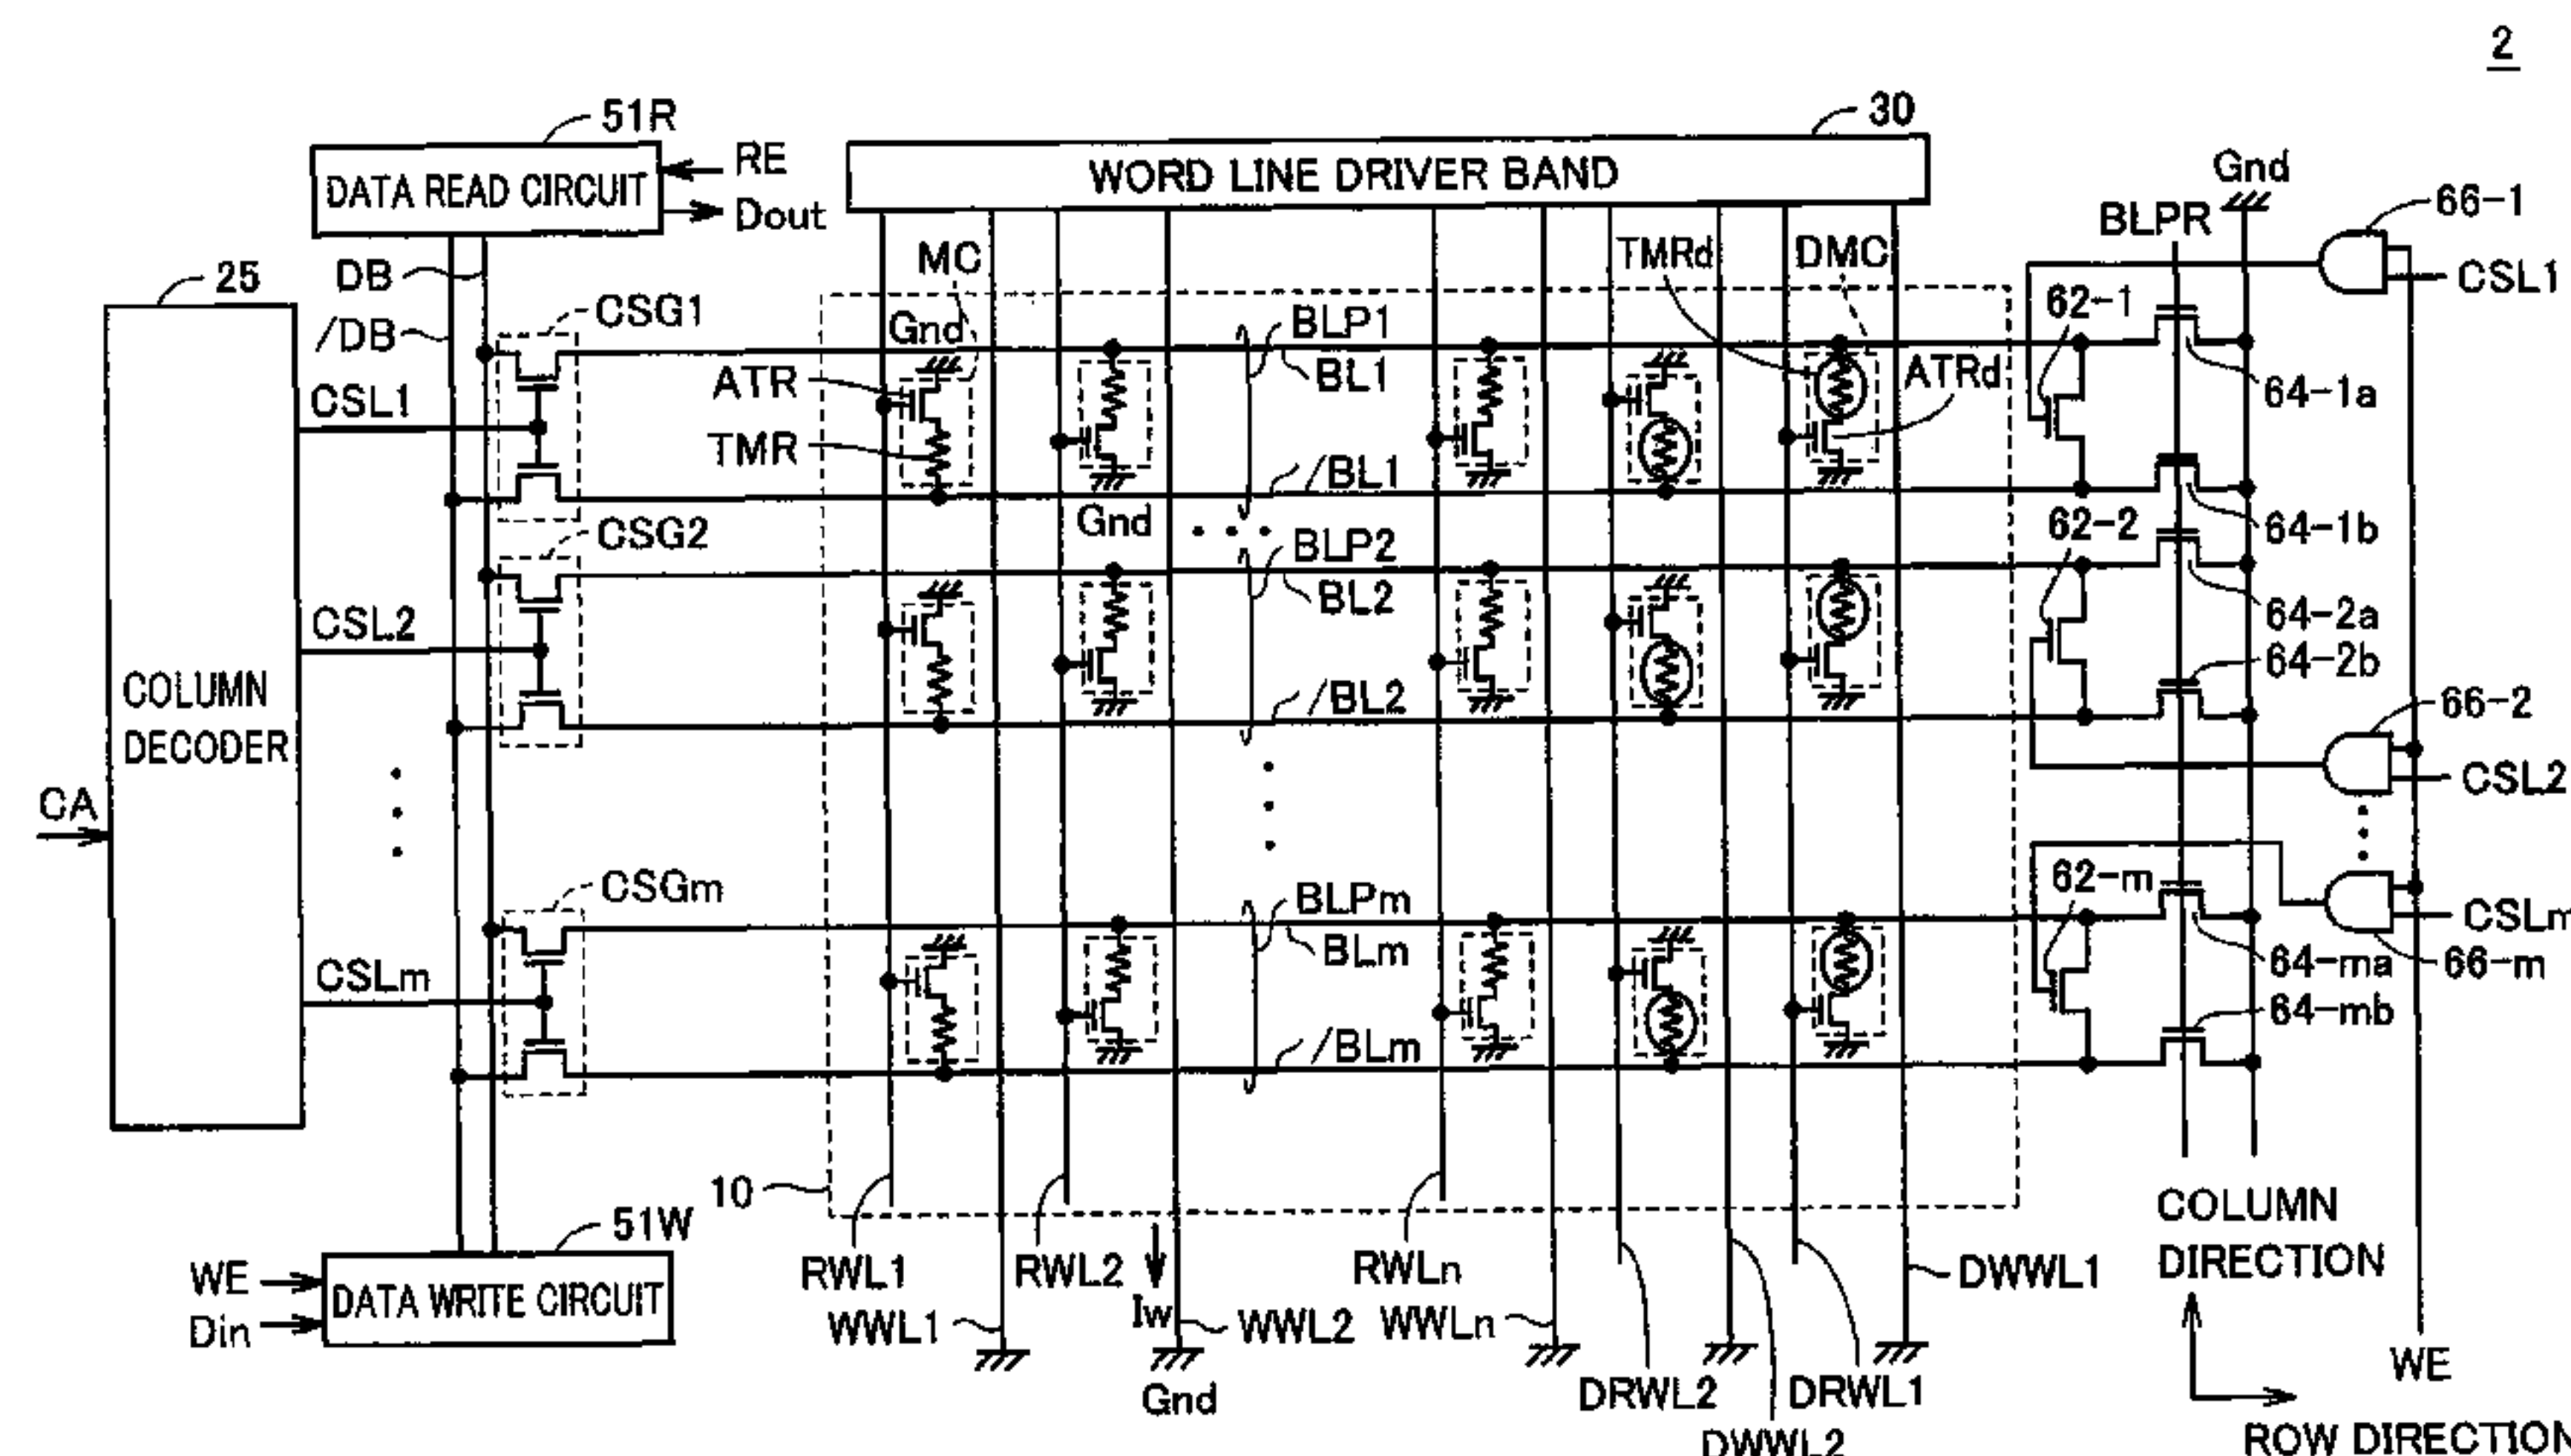 2
51R
30
DATA READ CIRCUIT
RE
Dout
WORD LINE DRIVER BAND
Gnd
BLPR
66-1
CSL1
25
DB
/DB
CSG1
MC
TMRd
DMC
62-1
Gnd
BLP1
BL1
ATR
ATRd
64-1a
CSL1
TMR
/BL1
Gnd
62-2
64-1b
CSG2
BLP2
BL2
64-2a
CSL2
64-2b
/BL2
66-2
CSL2
COLUMN
DECODER
CA
CSGm
BLPm
BLm
62-m
CSLm
64-ma
66-m
CSLm
64-mb
/BLm
10
51W
WE
Din
DATA WRITE CIRCUIT
RWL1
WWL1
RWL2
Iw
WWL2
Gnd
RWLn
WWLn
DRWL2
DWWL2
DRWL1
DWWL1
COLUMN
DIRECTION
WE
ROW DIRECTION